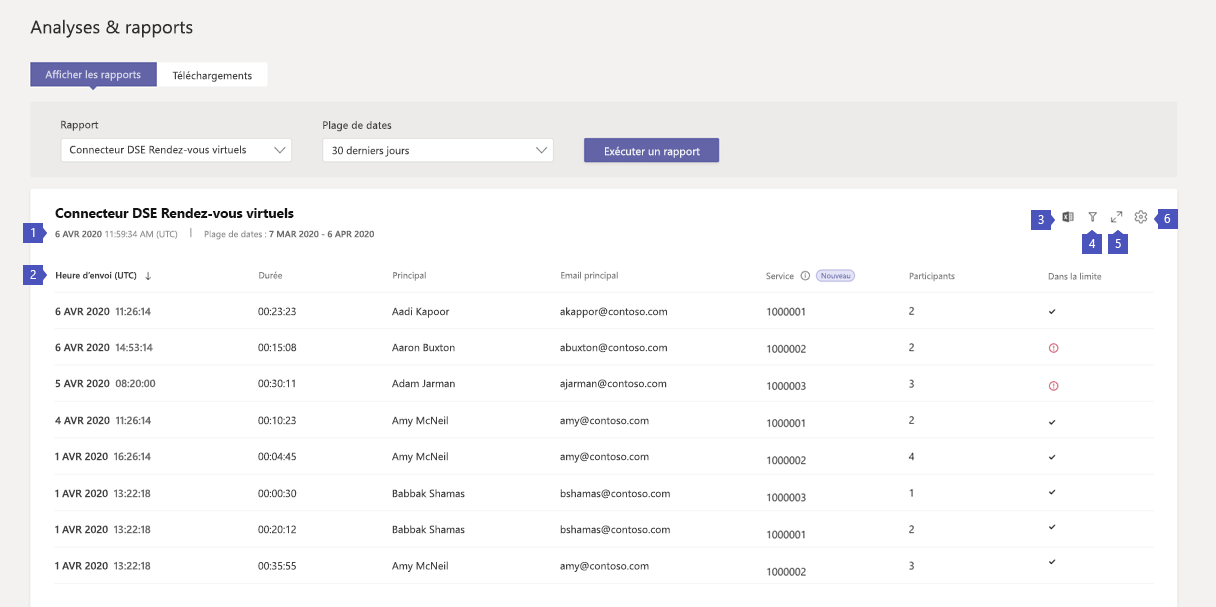 Analyses & rapports
Afficher les rapports Téléchargements
Rapport Plage de dates
Connecteur DSE Rendez-vous virtuels 30 derniers jours Exécuter un rapport
Connecteur DSE Rendez-vous virtuels
3 6
1 6 AVR 2020 11:59:34 AM (UTC) | Plage de dates : 7 MAR 2020 - 6 APR 2020
4 5
2 Heure d'envoi (UTC) ↓ Durée Principal Email principal Service Nouveau Participants Dans la limite
6 AVR 2020 11:26:14 00:23:23 Aadi Kapoor akappor@contoso.com 1000001 2
6 AVR 2020 14:53:14 00:15:08 Aaron Buxton abuxton@contoso.com 1000002 2
5 AVR 2020 08:20:00 00:30:11 Adam Jarman ajarman@contoso.com 1000003 3
4 AVR 2020 11:26:14 00:10:23 Amy McNeil amy@contoso.com 1000001 2
1 AVR 2020 16:26:14 00:04:45 Amy McNeil amy@contoso.com 1000002 4
1 AVR 2020 13:22:18 00:00:30 Babbak Shamas bshamas@contoso.com 1000003 1
1 AVR 2020 13:22:18 00:20:12 Babbak Shamas bshamas@contoso.com 1000001 2
1 AVR 2020 13:22:18 00:35:55 Amy McNeil amy@contoso.com 1000002 3